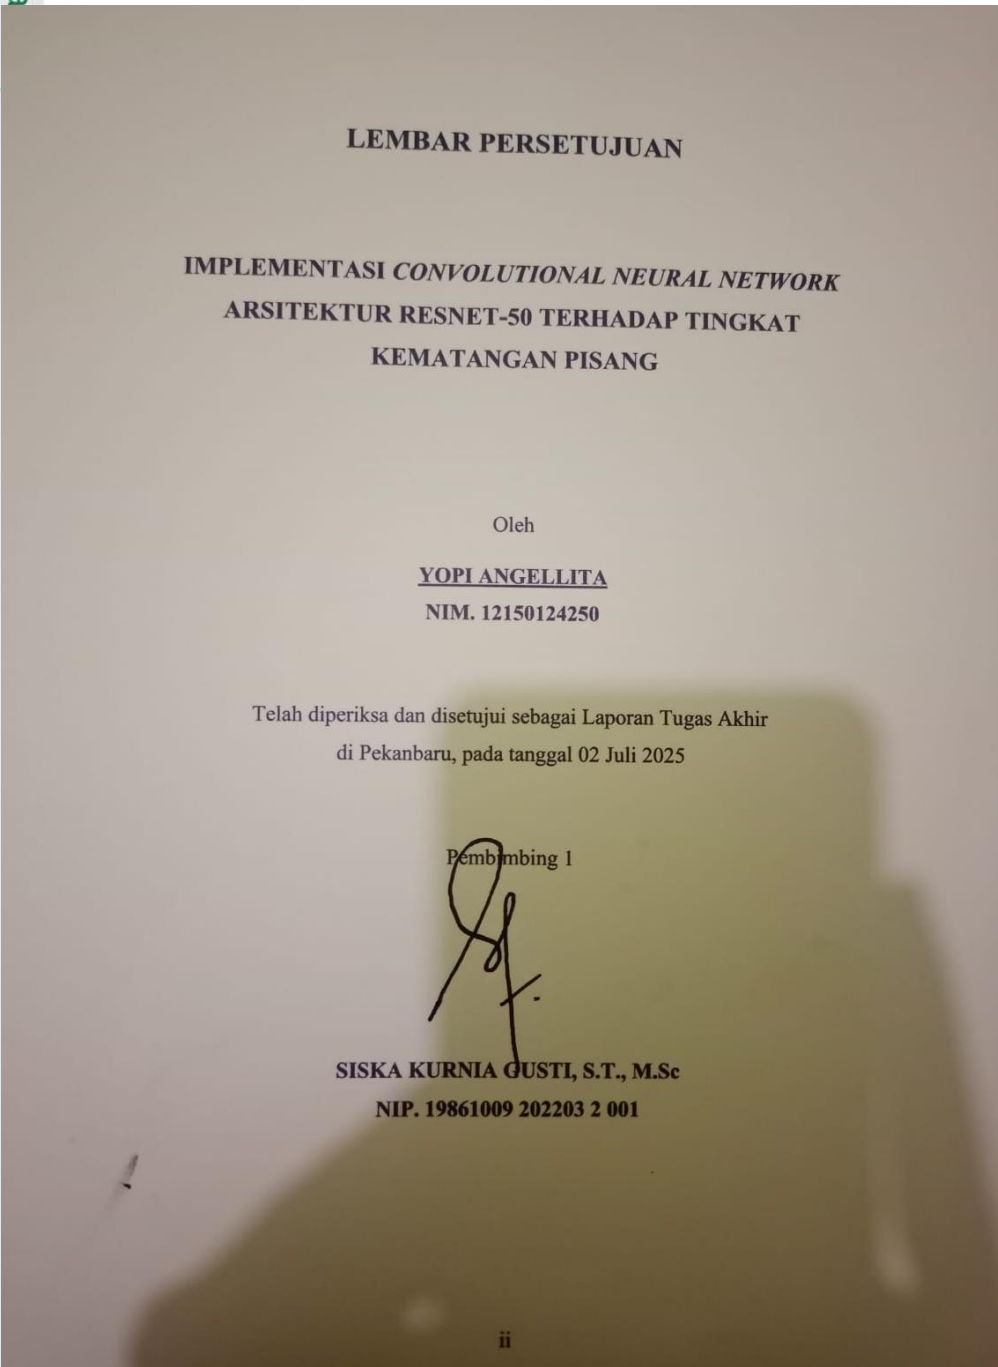 LEMBAR PERSETUJUAN
IMPLEMENTASI CONVOLUTIONAL NEURAL NETWORK
ARSITEKTUR RESNET-50 TERHADAP TINGKAT
KEMATANGAN PISANG
Oleh
YOPI ANGELLITA
NIM. 12150124250
Telah diperiksa dan disetujui sebagai Laporan Tugas Akhir
di Pekanbaru, pada tanggal 02 Juli 2025
Pembimbing 1
SISKA KURNIA GUSTI, S.T., M.Sc
NIP. 19861009 202203 2 001
ii